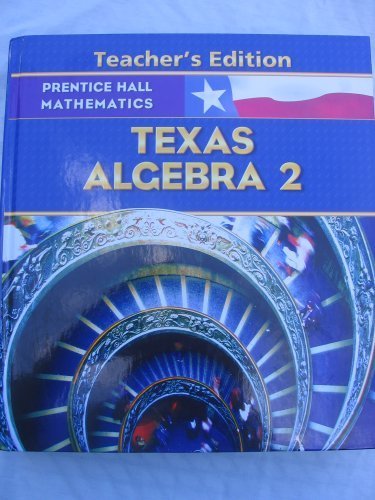 Teacher's Edition
PRENTICE HALL
MATHEMATICS
TEXAS
ALGEBRA 2